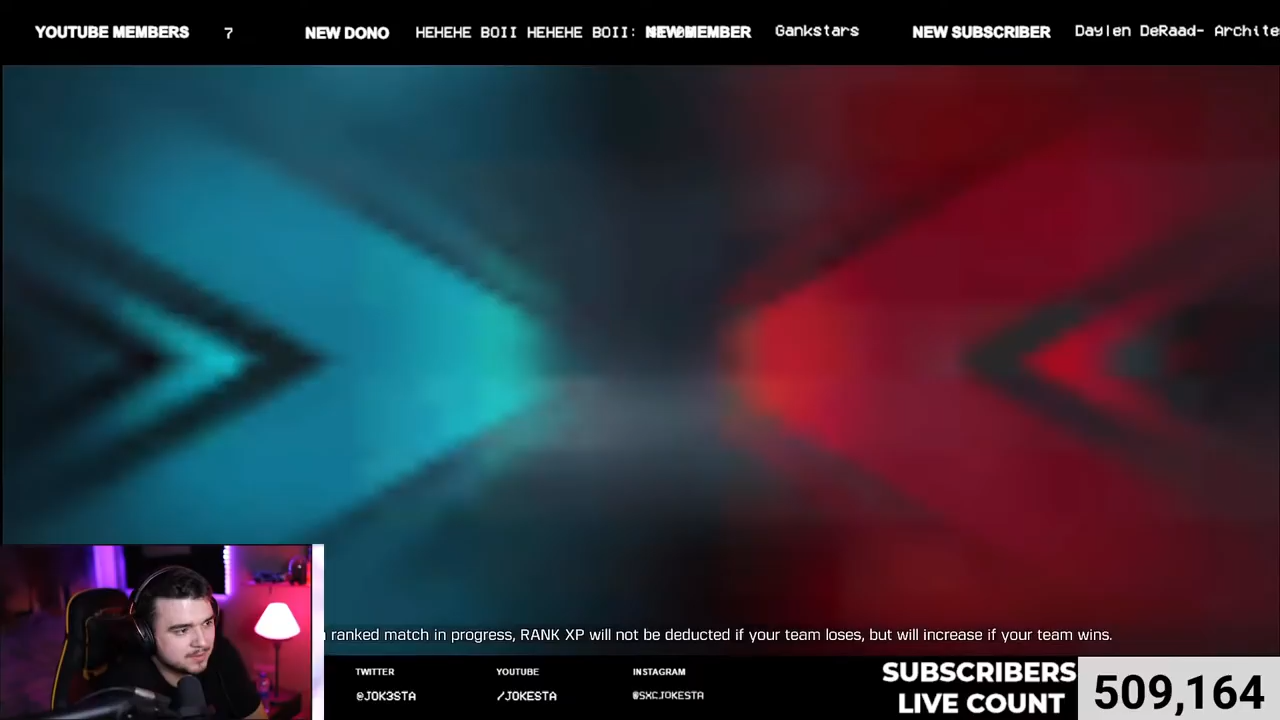 YOUTUBE MEMBERS 7 NEW DONO HEHEHE BOII HEHEHE BOII: NEW MEMBER Gankstars NEW SUBSCRIBER Daylen DeRaad- Archite
ranked match in progress, RANK XP will not be deducted if your team loses, but will increase if your team wins.
TWITTER YOUTUBE INSTAGRAM
@JOK3STA /JOKESTA @SXCJOKESTA
SUBSCRIBERS
LIVE COUNT
509,164